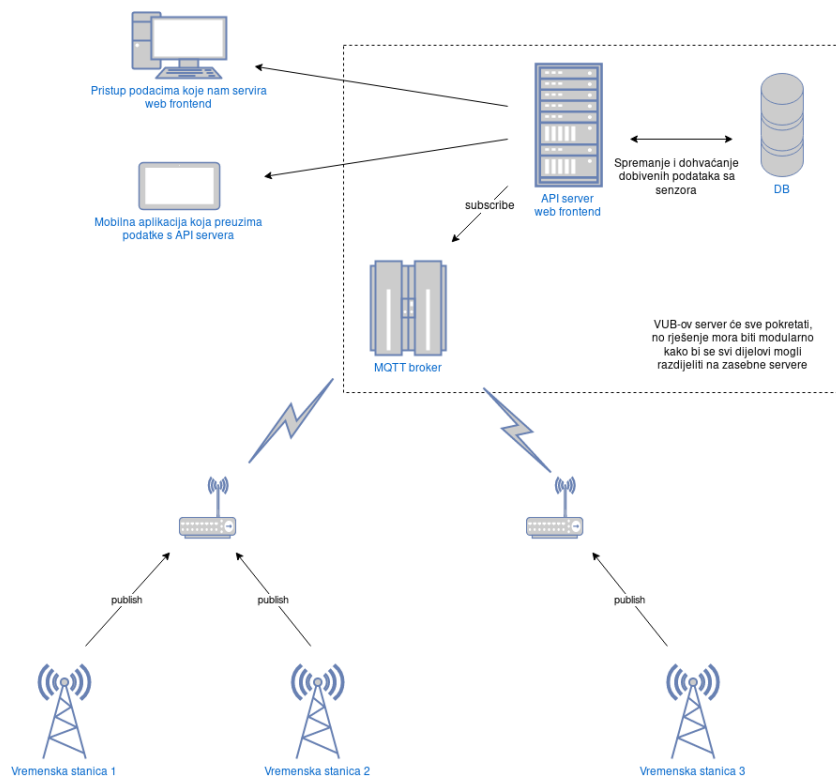 Pristup podacima koje nam servira
web frontend
Mobilna aplikacija koja preuzima
podatke s API servera
API server
web frontend
Spremanje i dohvaćanje
dobivenih podataka sa
senzora
DB
subscribe
MQTT broker
VUB-ov server će sve pokretati,
no rješenje mora biti modularno
kako bi se svi dijelovi mogli
razdijeliti na zasebne servere
publish
publish
publish
Vremenska stanica 1
Vremenska stanica 2
Vremenska stanica 3